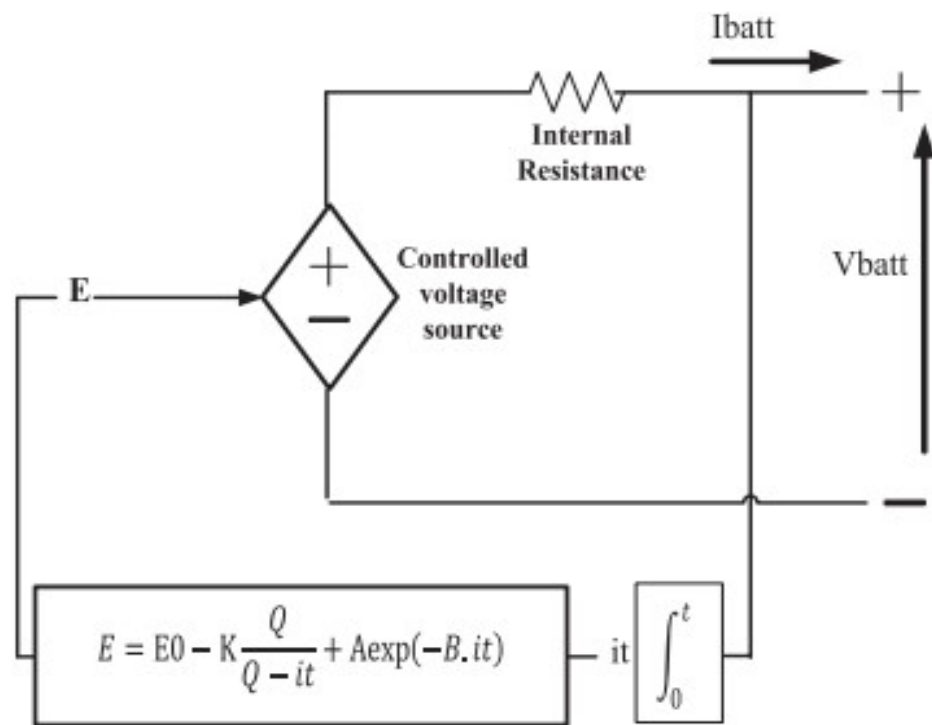 Ibatt
+
Internal
Resistance
Vbatt
+
−
Controlled
voltage
source
E
−
E = E0 − K Q/(Q − it) + Aexp(−B. it)
it
∫₀ᵗ